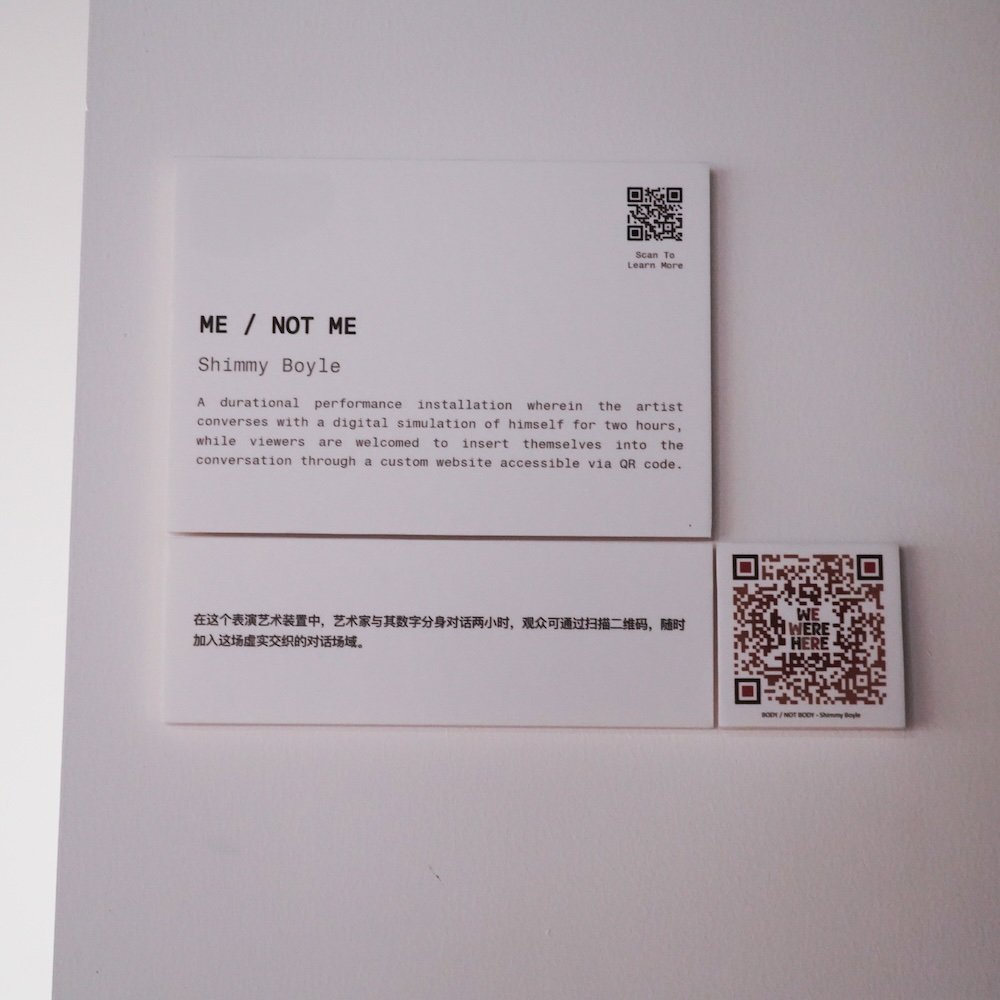 Scan To
Learn More
ME / NOT ME
Shimmy Boyle
A durational performance installation wherein the artist
converses with a digital simulation of himself for two hours,
while viewers are welcomed to insert themselves into the
conversation through a custom website accessible via QR code.
在这个表演艺术装置中，艺术家与其数字分身对话两小时，观众可通过扫描二维码，随时
加入这场虚实交织的对话场域。
WE
WERE
HERE
BODY / NOT BODY - Shimmy Boyle